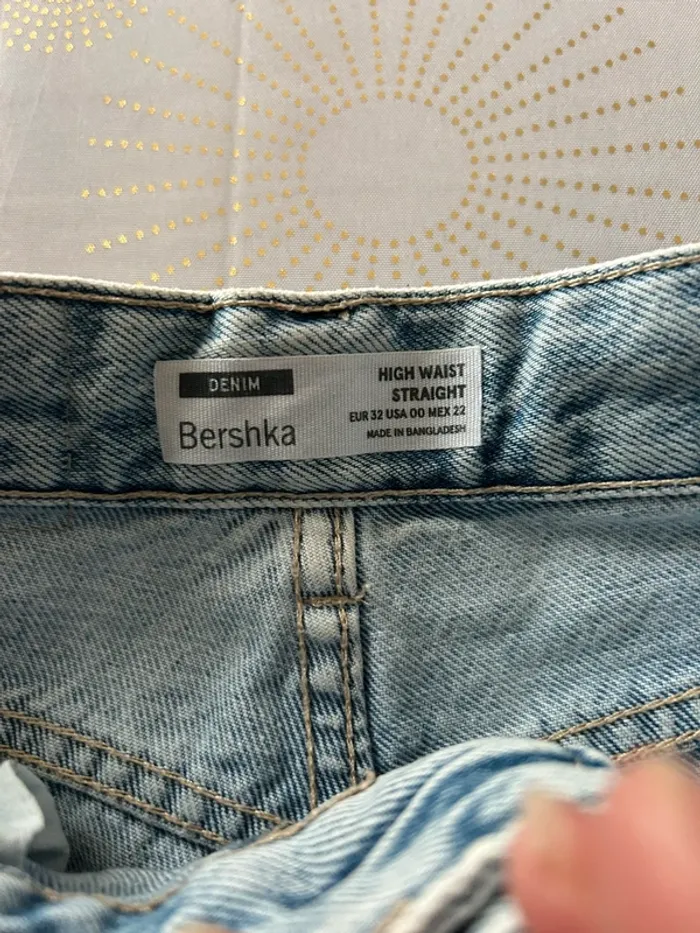 DENIM
Bershka
HIGH WAIST
STRAIGHT
EUR 32 USA 00 MEX 22
MADE IN BANGLADESH